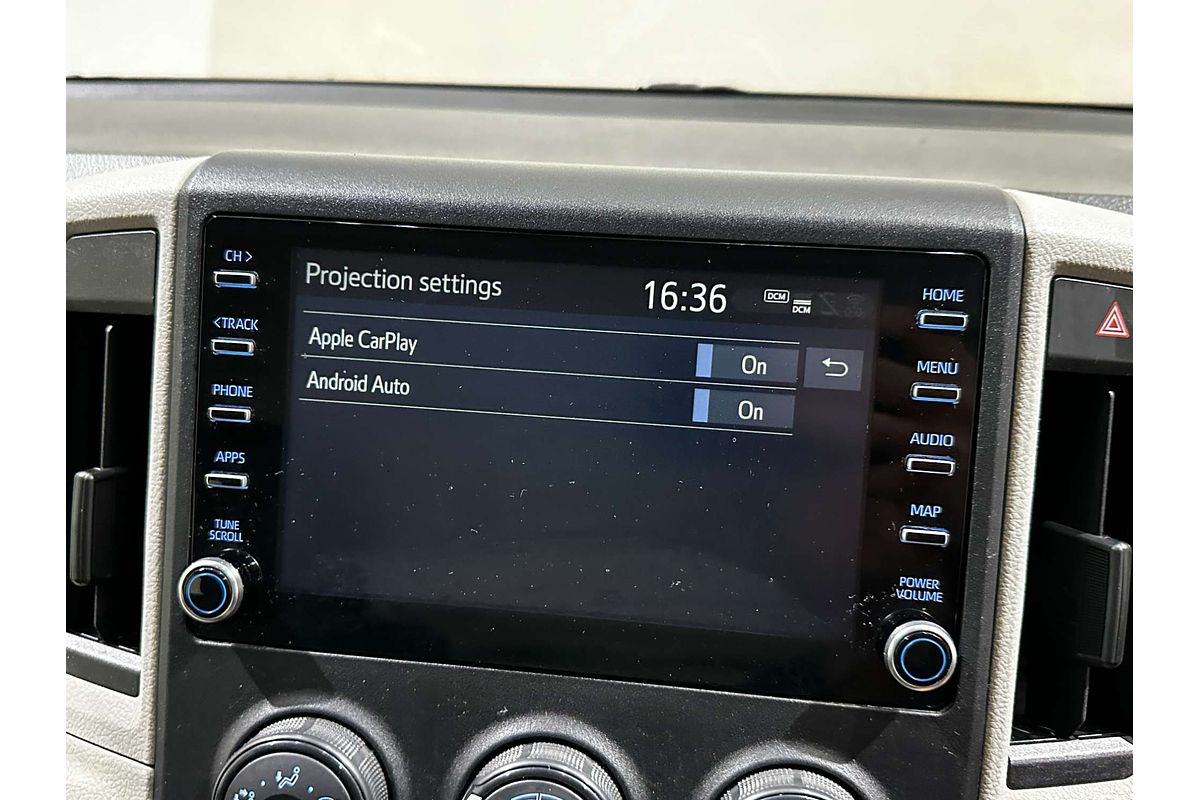 CH >
<TRACK
PHONE
APPS
TUNE
SCROLL
Projection settings
16:36
DCM
DCM
Apple CarPlay
On
Android Auto
On
HOME
MENU
AUDIO
MAP
POWER
VOLUME